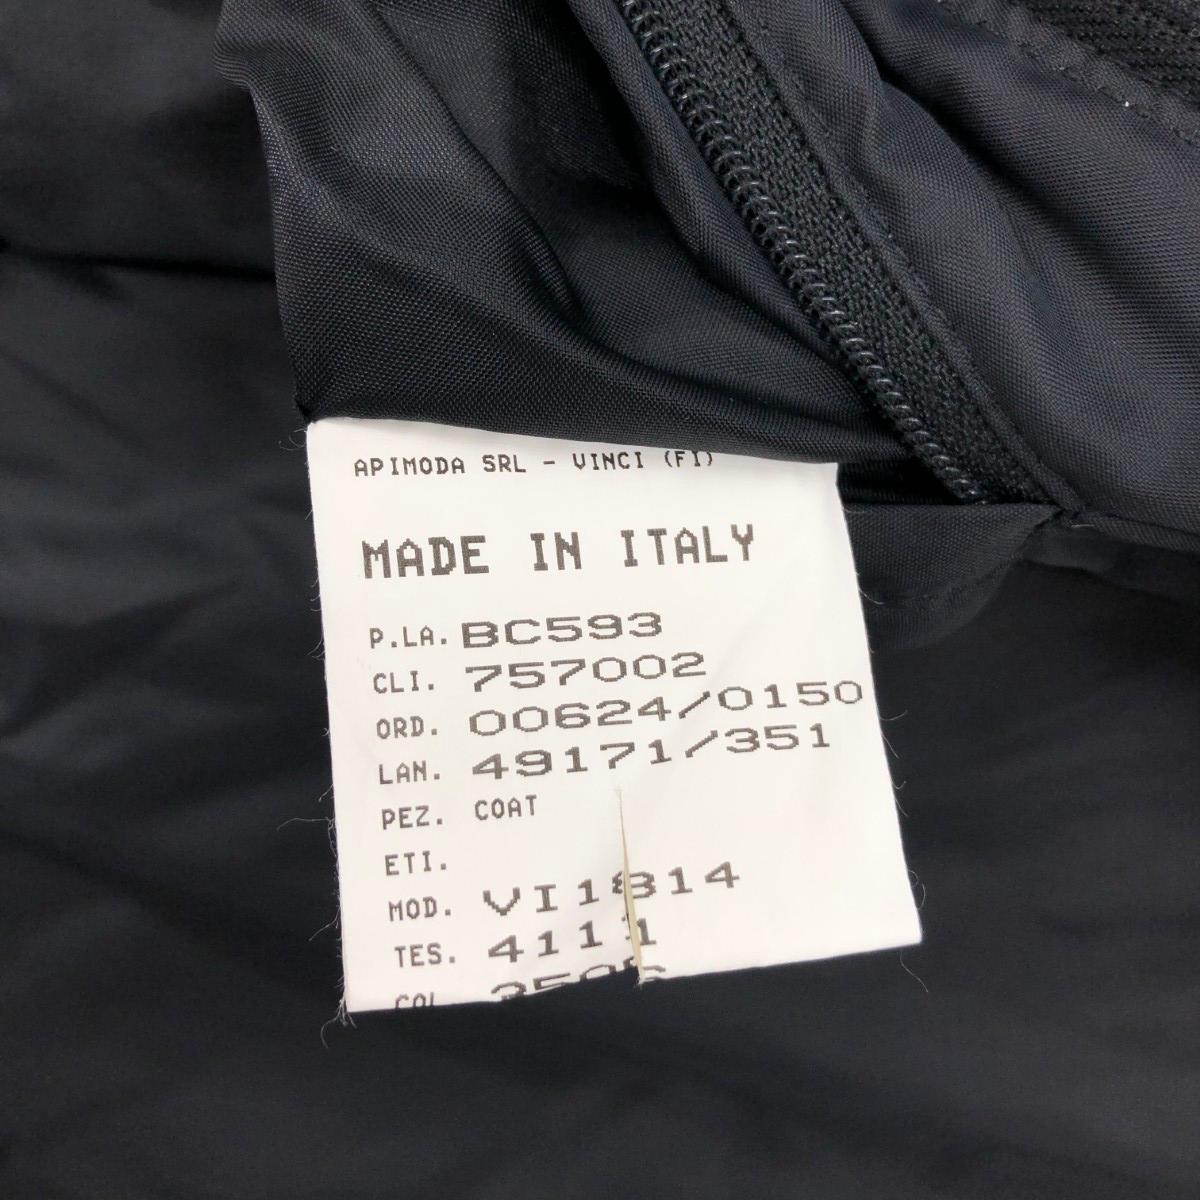 APIMODA SRL - VINCI (FI)
MADE IN ITALY
P.LA. BC593
CLI. 757002
ORD. 00624/0150
LAN. 49171/351
PEZ. COAT
ETI.
MOD. VI1814
TES. 4111
COL